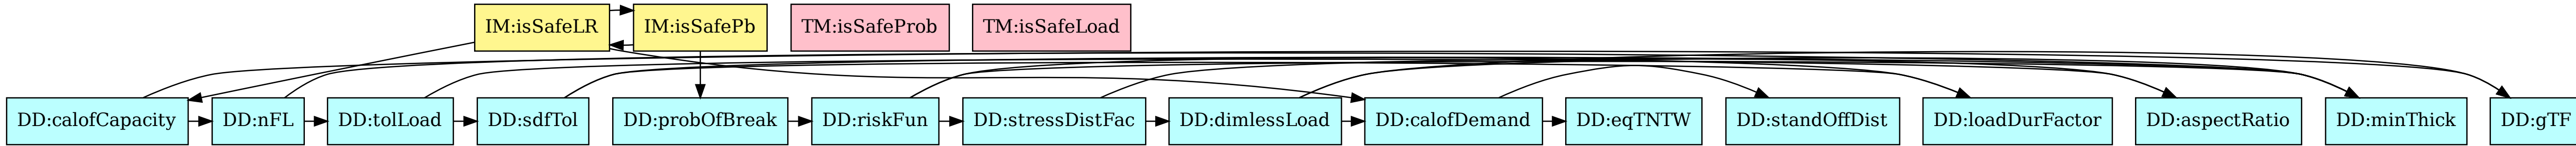 IM:isSafeLR
IM:isSafePb
TM:isSafeProb
TM:isSafeLoad
DD:calofCapacity
DD:nFL
DD:tolLoad
DD:sdfTol
DD:probOfBreak
DD:riskFun
DD:stressDistFac
DD:dimlessLoad
DD:calofDemand
DD:eqTNTW
DD:standOffDist
DD:loadDurFactor
DD:aspectRatio
DD:minThick
DD:gTF